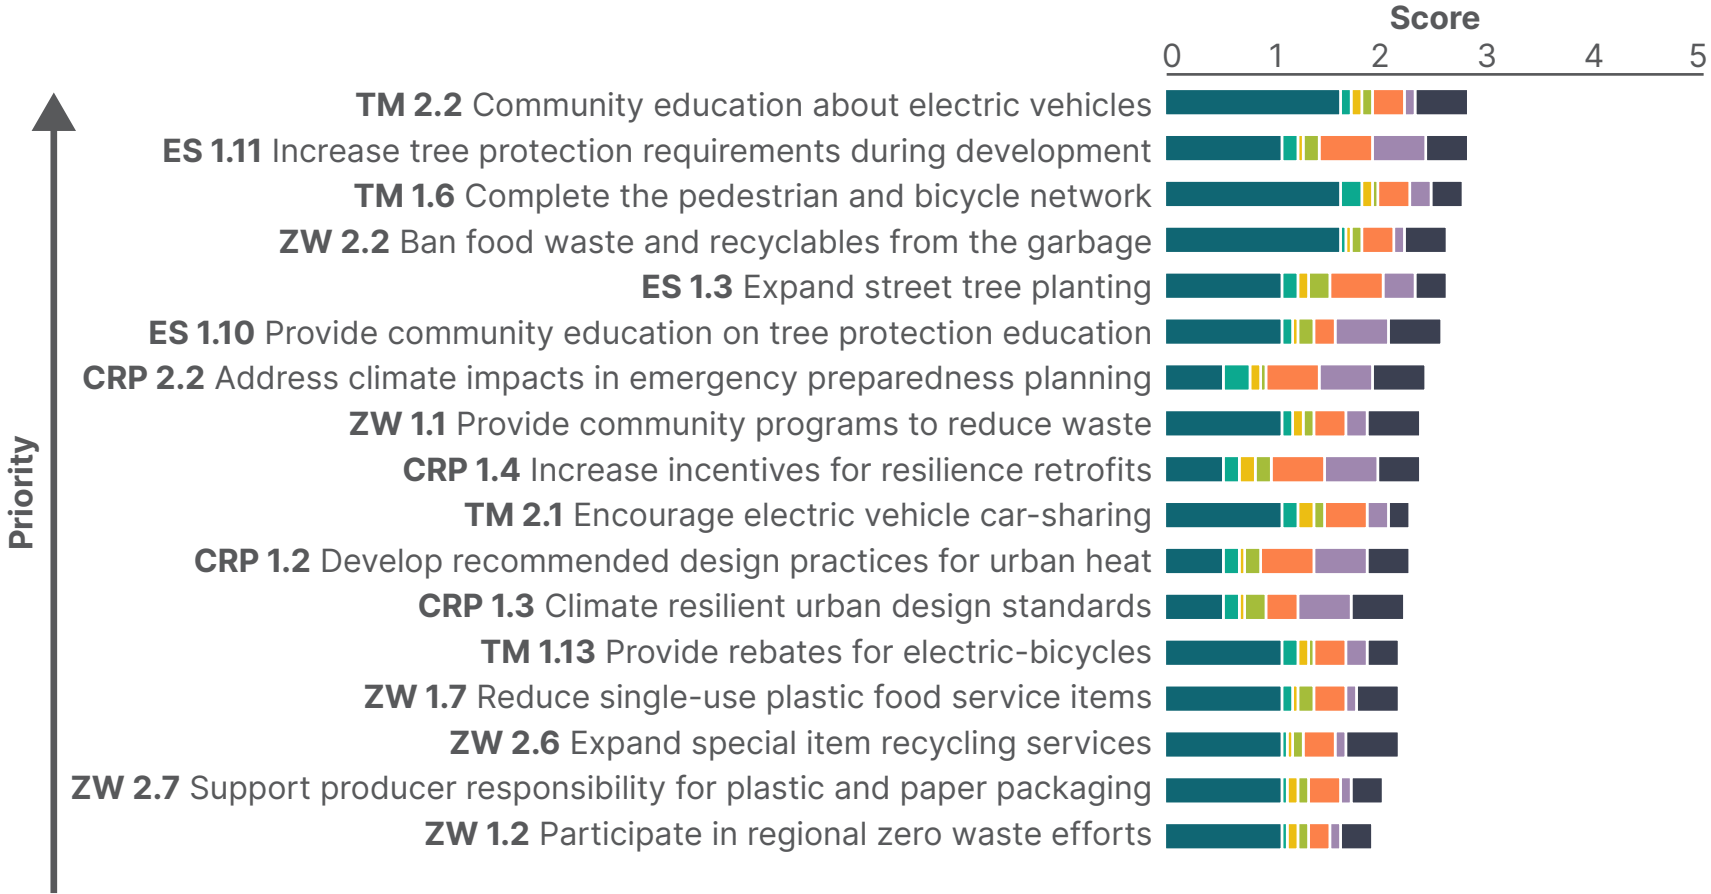 Score
0 1 2 3 4 5
TM 2.2 Community education about electric vehicles
ES 1.11 Increase tree protection requirements during development
TM 1.6 Complete the pedestrian and bicycle network
ZW 2.2 Ban food waste and recyclables from the garbage
ES 1.3 Expand street tree planting
ES 1.10 Provide community education on tree protection education
CRP 2.2 Address climate impacts in emergency preparedness planning
ZW 1.1 Provide community programs to reduce waste
CRP 1.4 Increase incentives for resilience retrofits
TM 2.1 Encourage electric vehicle car-sharing
CRP 1.2 Develop recommended design practices for urban heat
CRP 1.3 Climate resilient urban design standards
TM 1.13 Provide rebates for electric-bicycles
ZW 1.7 Reduce single-use plastic food service items
ZW 2.6 Expand special item recycling services
ZW 2.7 Support producer responsibility for plastic and paper packaging
ZW 1.2 Participate in regional zero waste efforts
Priority